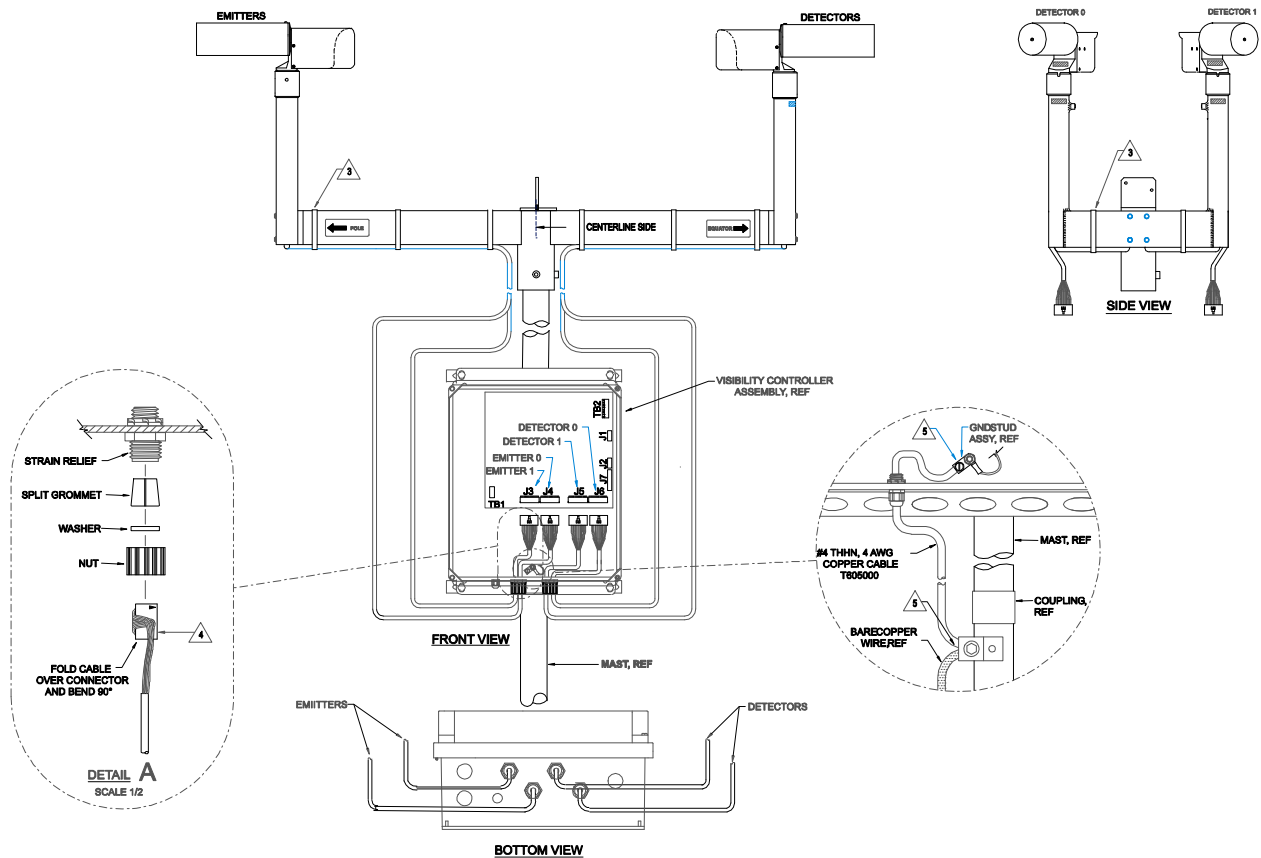 EMITTERS
DETECTORS
DETECTOR 0
DETECTOR 1
3
3
POLE
CENTERLINE SIDE
EQUATOR
SIDE VIEW
VISIBILITY CONTROLLER
ASSEMBLY, REF
TB2
DETECTOR 0
J1
DETECTOR 1
EMITTER 0
J2
EMITTER 1
J7
J3
J4
J5
J6
TB1
5
GNDSTUD
ASSY, REF
STRAIN RELIEF
SPLIT GROMMET
WASHER
NUT
4
FOLD CABLE
OVER CONNECTOR
AND BEND 90°
DETAIL A
SCALE 1/2
MAST, REF
#4 THHN, 4 AWG
COPPER CABLE
T605000
5
COUPLING,
REF
BARECOPPER
WIRE,REF
FRONT VIEW
MAST, REF
EMIITTERS
DETECTORS
BOTTOM VIEW